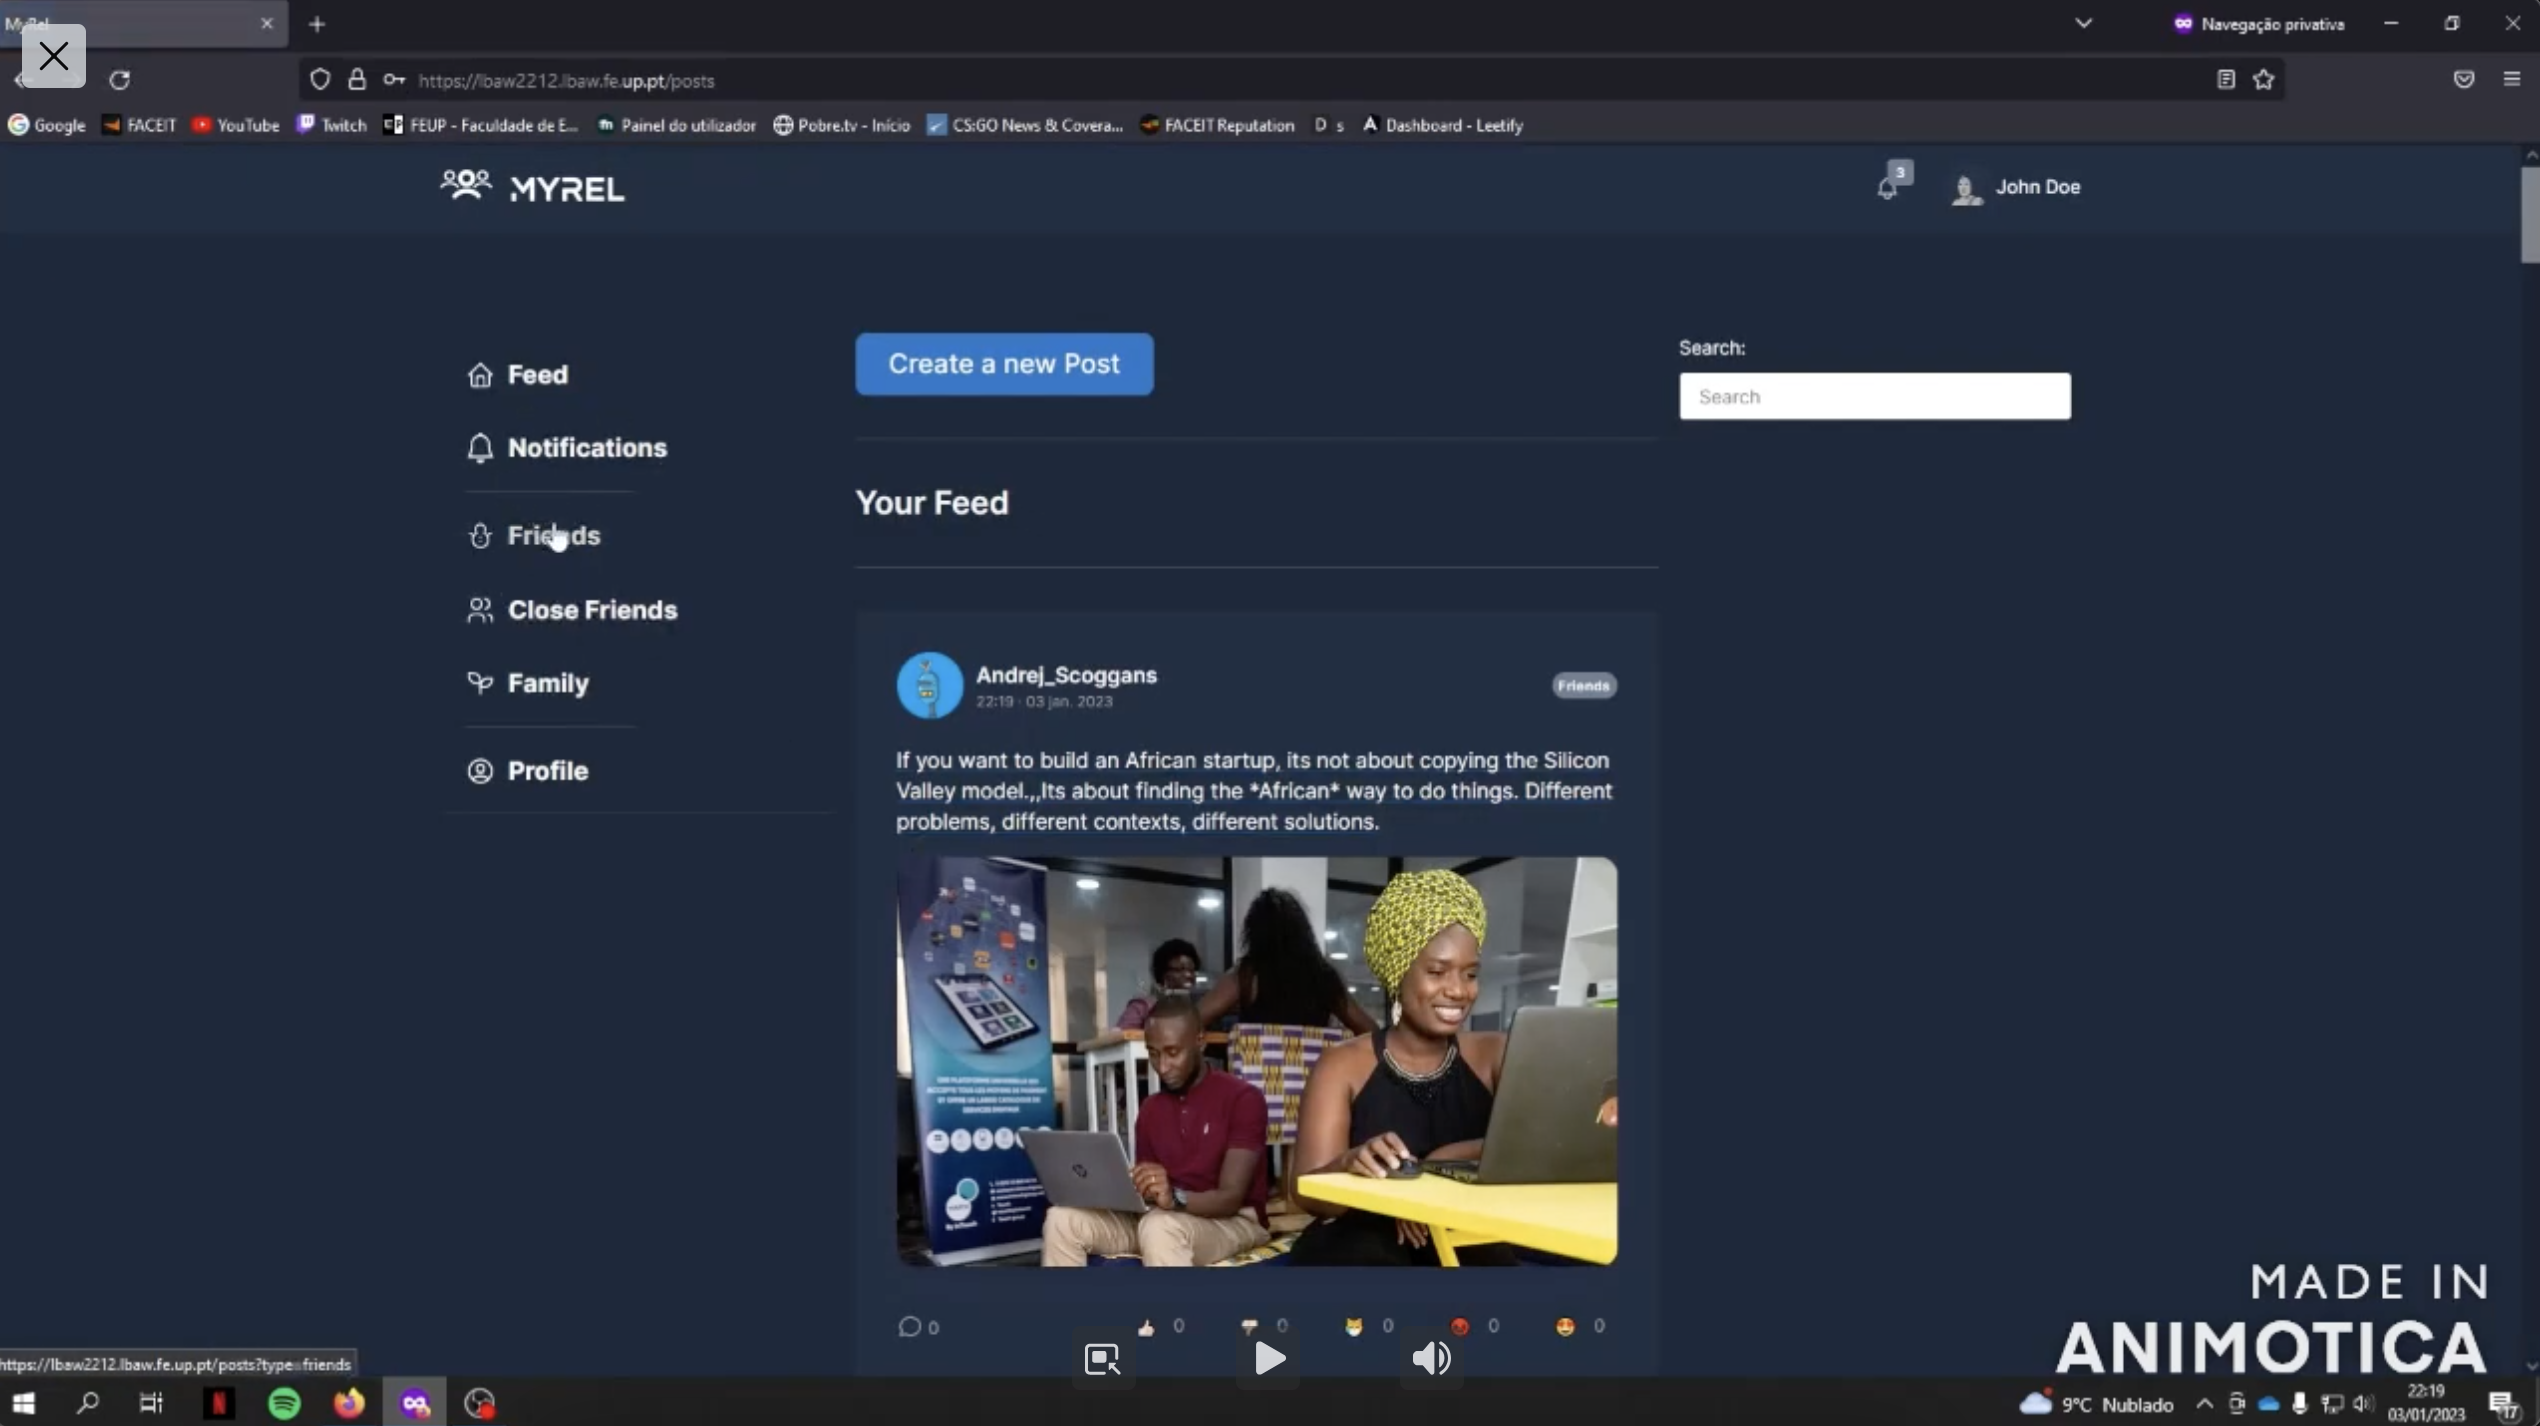 MyRel
Navegação privativa
https://lbaw2212.lbaw.fe.up.pt/posts
Google FACEIT YouTube Twitch FEUP - Faculdade de E... Painel do utilizador Pobre.tv - Início CS:GO News & Covera... FACEIT Reputation D s Dashboard - Leetify
MYREL
3
John Doe
Feed
Notifications
Friends
Close Friends
Family
Profile
Create a new Post
Search:
Search
Your Feed
Andrej_Scoggans
22:19 · 03 jan. 2023
Friends
If you want to build an African startup, its not about copying the Silicon
Valley model.,,Its about finding the *African* way to do things. Different
problems, different contexts, different solutions.
0 0 0 0 0 0
MADE IN
ANIMOTICA
https://lbaw2212.lbaw.fe.up.pt/posts?type=friends
9°C Nublado
22:19
03/01/2023
17